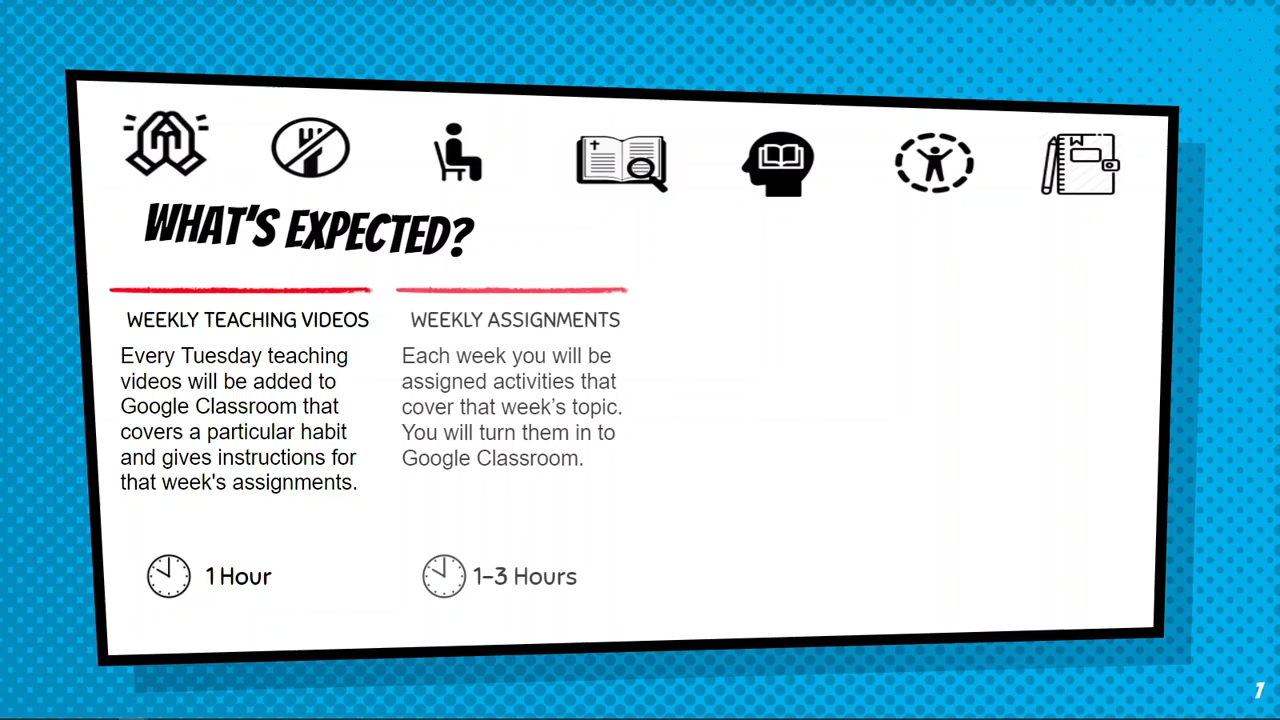 WHAT'S EXPECTED?
WEEKLY TEACHING VIDEOS
Every Tuesday teaching
videos will be added to
Google Classroom that
covers a particular habit
and gives instructions for
that week's assignments.
1 Hour
WEEKLY ASSIGNMENTS
Each week you will be
assigned activities that
cover that week’s topic.
You will turn them in to
Google Classroom.
1–3 Hours
1